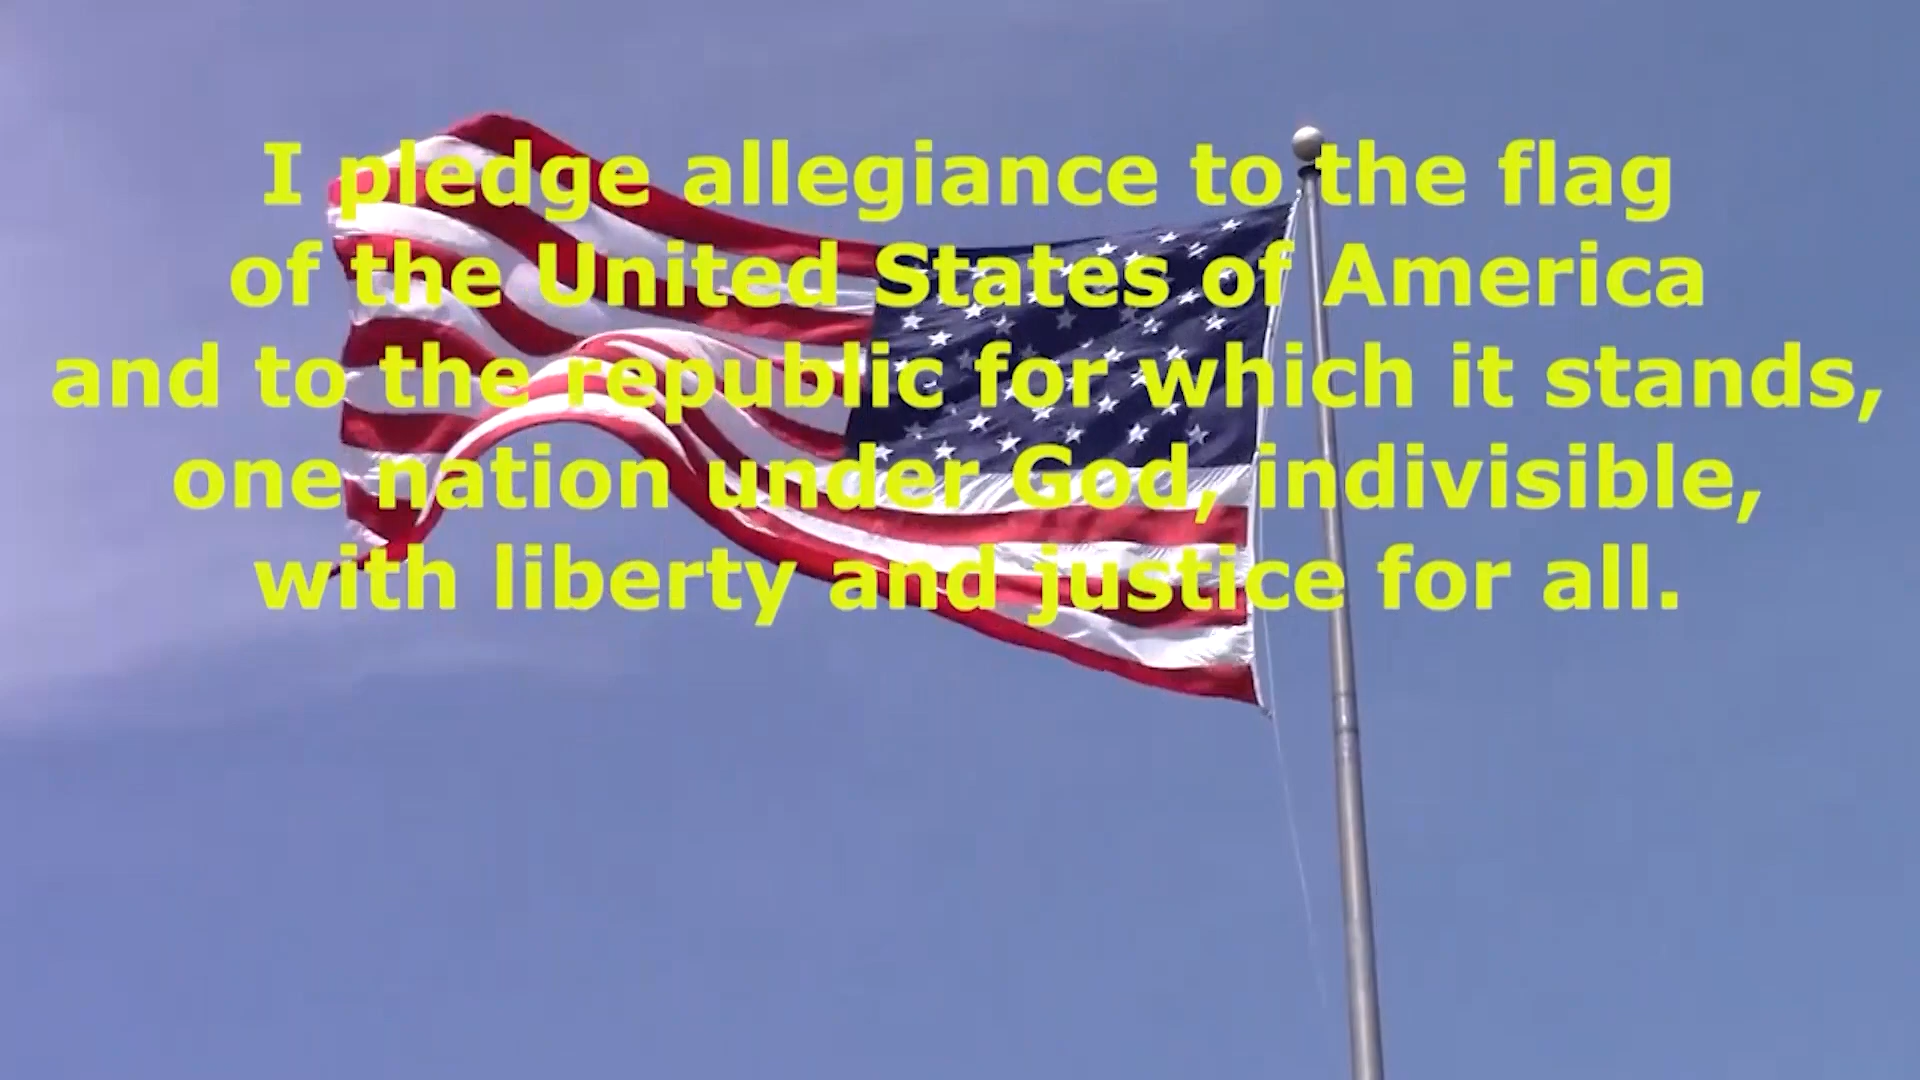 I pledge allegiance to the flag
of the United States of America
and to the republic for which it stands,
one nation under God, indivisible,
with liberty and justice for all.